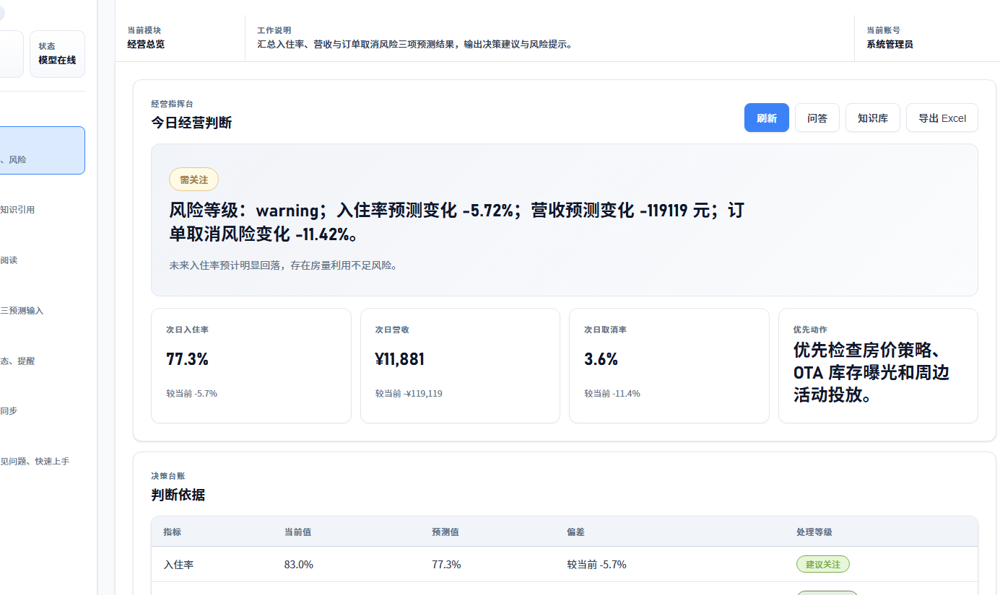 状态
模型在线
、风险
知识引用
阅读
三预测输入
态、提醒
同步
见问题、快速上手
当前模块
经营总览
工作说明
汇总入住率、营收与订单取消风险三项预测结果，输出决策建议与风险提示。
当前账号
系统管理员
经营指挥台
今日经营判断
刷新
问答
知识库
导出 Excel
需关注
风险等级：warning；入住率预测变化 -5.72%；营收预测变化 -119119 元；订
单取消风险变化 -11.42%。
未来入住率预计明显回落，存在房量利用不足风险。
次日入住率
77.3%
较当前 -5.7%
次日营收
¥11,881
较当前 -¥119,119
次日取消率
3.6%
较当前 -11.4%
优先动作
优先检查房价策略、
OTA 库存曝光和周边
活动投放。
决策台账
判断依据
指标 当前值 预测值 偏差 处理等级
入住率 83.0% 77.3% 较当前 -5.7% 建议关注